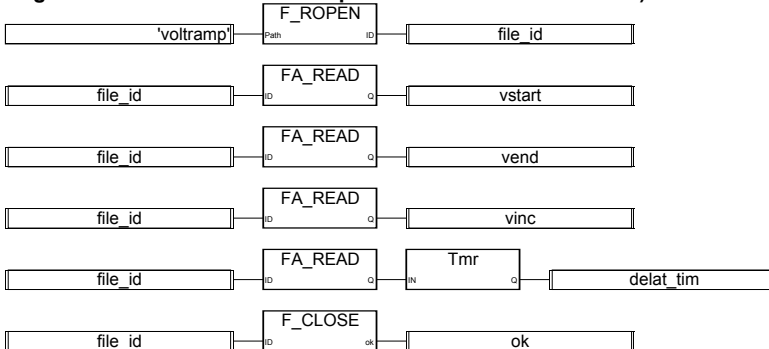 F_ROPEN
'voltramp' Path ID file_id
FA_READ
file_id ID Q vstart
FA_READ
file_id ID Q vend
FA_READ
file_id ID Q vinc
FA_READ Tmr
file_id ID Q IN Q delat_tim
F_CLOSE
file_id ID ok ok